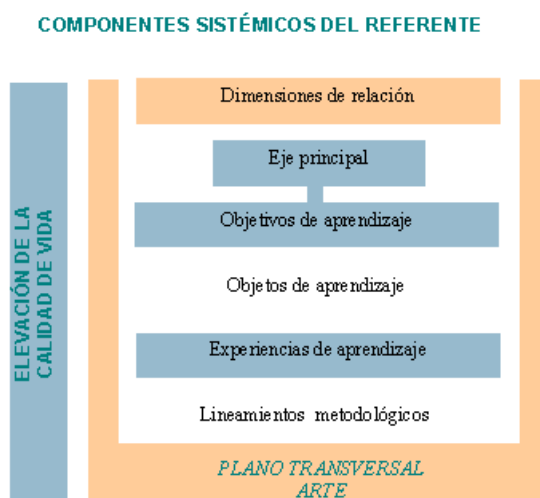 COMPONENTES SISTÉMICOS DEL REFERENTE
ELEVACIÓN DE LA
CALIDAD DE VIDA
Dimensiones de relación
Eje principal
Objetivos de aprendizaje
Objetos de aprendizaje
Experiencias de aprendizaje
Lineamientos metodológicos
PLANO TRANSVERSAL
ARTE